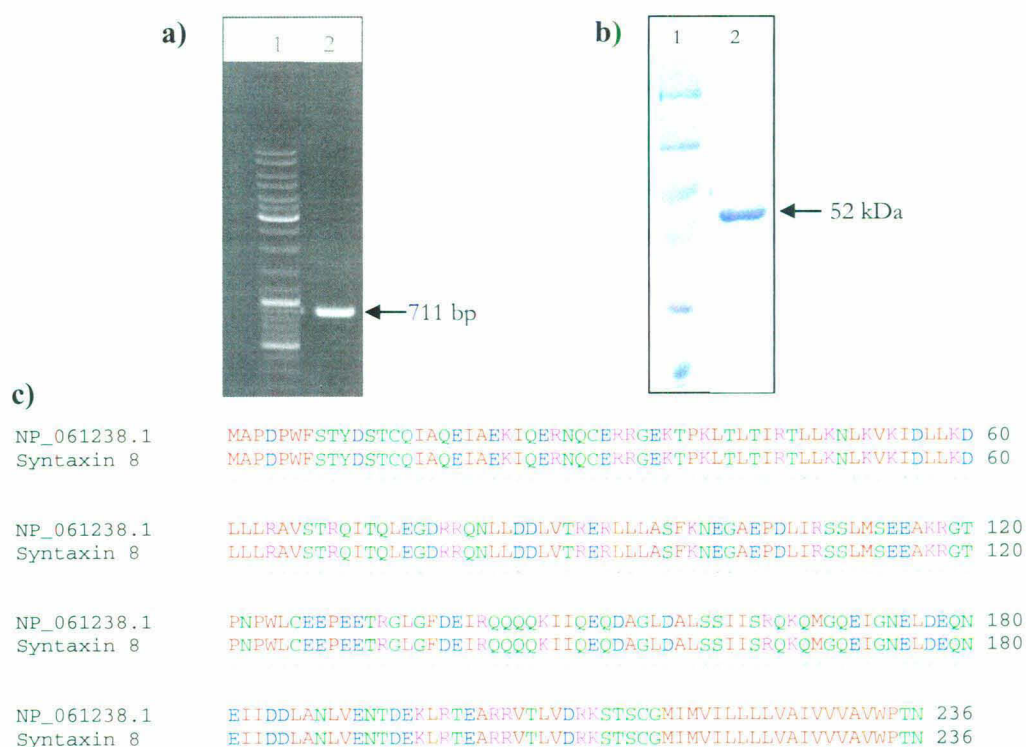 a)
1 2
711 bp
b)
1 2
52 kDa
c)
NP_061238.1 MAPDPWFSTYDSTCQIAQEIAEKIQERNQCERRGEKTPKLTLTIRTLLKNLKVKIDLLKD 60
Syntaxin 8 MAPDPWFSTYDSTCQIAQEIAEKIQERNQCERRGEKTPKLTLTIRTLLKNLKVKIDLLKD 60
NP_061238.1 LLLRAVSTRQITQLEGDRRQNLLDDLVTRERLLLASFKNEGAEPDLIRSSLMSEEAKRGT 120
Syntaxin 8 LLLRAVSTRQITQLEGDRRQNLLDDLVTRERLLLASFKNEGAEPDLIRSSLMSEEAKRGT 120
NP_061238.1 PNPWLCEEPEETRGLGFDEIRQQQQKIIQEQDAGLDALSSIISRQKQMGQEIGNELDEQN 180
Syntaxin 8 PNPWLCEEPEETRGLGFDEIRQQQQKIIQEQDAGLDALSSIISRQKQMGQEIGNELDEQN 180
NP_061238.1 EIIDDLANLVENTDEKLRTEARRVTLVDRKSTSCGMIMVILLLLVAIVVVAVWPTN 236
Syntaxin 8 EIIDDLANLVENTDEKLRTEARRVTLVDRKSTSCGMIMVILLLLVAIVVVAVWPTN 236